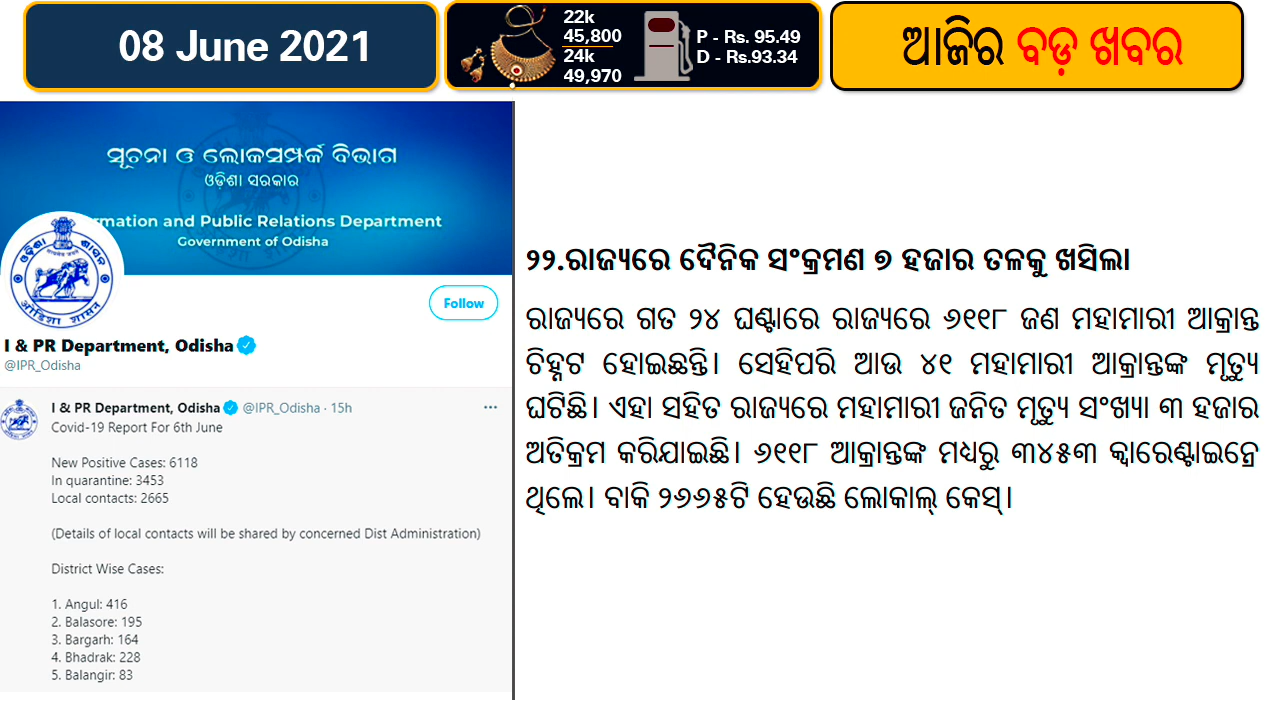 08 June 2021
22k
45,800
24k
49,970
P - Rs. 95.49
D - Rs.93.34
ଆଜିର ବଡ଼ ଖବର
ସୂଚନା ଓ ଲୋକସମ୍ପର୍କ ବିଭାଗ
ଓଡ଼ିଶା ସରକାର
rmation and Public Relations Department
Government of Odisha
Follow
I & PR Department, Odisha
@IPR_Odisha
I & PR Department, Odisha @IPR_Odisha · 15h
Covid-19 Report For 6th June
New Positive Cases: 6118
In quarantine: 3453
Local contacts: 2665
(Details of local contacts will be shared by concerned Dist Administration)
District Wise Cases:
1. Angul: 416
2. Balasore: 195
3. Bargarh: 164
4. Bhadrak: 228
5. Balangir: 83
୨୨.ରାଜ୍ୟରେ ଦୈନିକ ସଂକ୍ରମଣ ୭ ହଜାର ତଳକୁ ଖସିଲା
ରାଜ୍ୟରେ ଗତ ୨୪ ଘଣ୍ଟାରେ ରାଜ୍ୟରେ ୬୧୧୮ ଜଣ ମହାମାରୀ ଆକ୍ରାନ୍ତ
ଚିହ୍ନଟ ହୋଇଛନ୍ତି। ସେହିପରି ଆଉ ୪୧ ମହାମାରୀ ଆକ୍ରାନ୍ତଙ୍କ ମୃତ୍ୟୁ
ଘଟିଛି। ଏହା ସହିତ ରାଜ୍ୟରେ ମହାମାରୀ ଜନିତ ମୃତ୍ୟୁ ସଂଖ୍ୟା ୩ ହଜାର
ଅତିକ୍ରମ କରିଯାଇଛି। ୬୧୧୮ ଆକ୍ରାନ୍ତଙ୍କ ମଧ୍ୟରୁ ୩୪୫୩ କ୍ୱାରେଣ୍ଟାଇନ୍ରେ
ଥିଲେ। ବାକି ୨୬୬୫ଟି ହେଉଛି ଲୋକାଲ୍ କେସ୍।